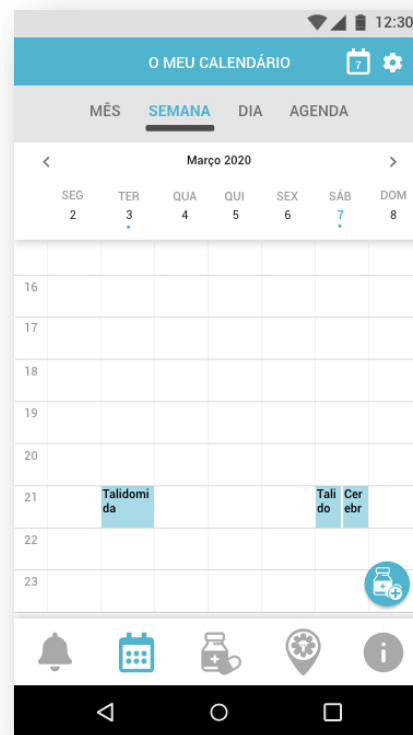 12:30
O MEU CALENDÁRIO
7
MÊS SEMANA DIA AGENDA
Março 2020
SEG TER QUA QUI SEX SÁB DOM
2 3 4 5 6 7 8
16
17
18
19
20
21
Talidomi
da
Tali
do
Cer
ebr
22
23